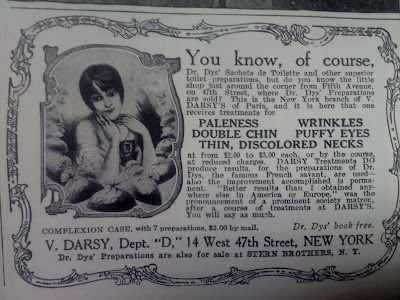 You know, of course,
Dr. Dys' Sachets de Toilette and other superior
toilet preparations, but do you know the little
shop just around the corner from Fifth Avenue,
on 47th Street, where Dr. Dys' Preparations
are sold? This is the New York branch of V.
DARSY'S of Paris, and it is here that one
receives treatments for
PALENESS WRINKLES
DOUBLE CHIN PUFFY EYES
THIN, DISCOLORED NECKS
at from $2.00 to $3.00 each, or by the course,
at reduced charges. DARSY Treatments DO
produce results, for the preparations of Dr.
Dys, the famous French savant, are used—
also the improvement accomplished is perma-
nent. "Better results than I obtained any-
where else in America or Europe," was the
pronouncement of a prominent society matron,
after a course of treatments at DARSY'S.
You will say as much.
COMPLEXION CASE, with 7 preparations, $2.00 by mail. Dr. Dys' book free.
V. DARSY, Dept. "D," 14 West 47th Street, NEW YORK
Dr. Dys' Preparations are also for sale at STERN BROTHERS, N. Y.